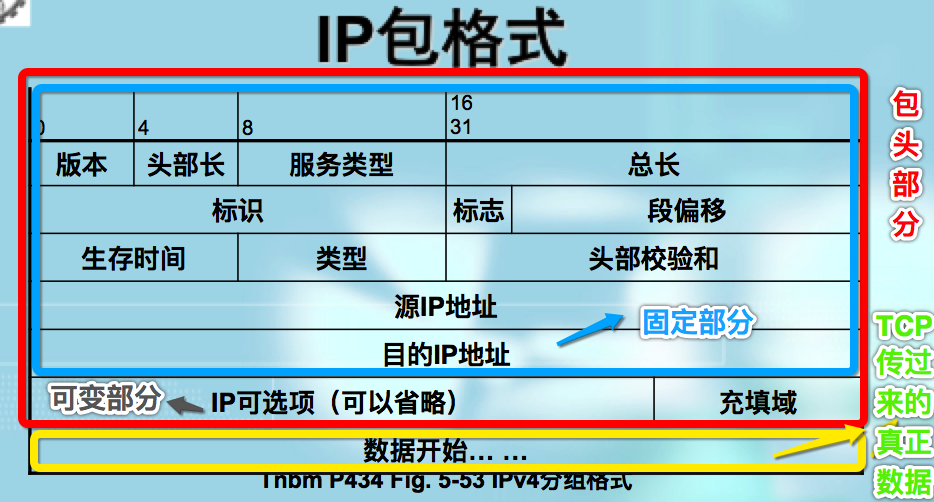 IP包格式
16
0 4 8 31
版本 头部长 服务类型 总长
标识 标志 段偏移
生存时间 类型 头部校验和
源IP地址
目的IP地址
IP可选项（可以省略） 充填域
数据开始... ...
Tnbm P434 Fig. 5-53 IPv4分组格式
包头部分
固定部分
可变部分
TCP
传过
来的
真正
数据